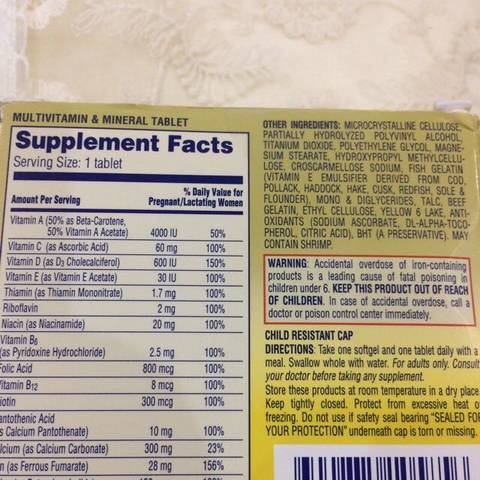 MULTIVITAMIN & MINERAL TABLET
Supplement Facts
Serving Size: 1 tablet
Amount Per Serving % Daily Value for Pregnant/Lactating Women
Vitamin A (50% as Beta-Carotene,
50% Vitamin A Acetate) 4000 IU 50%
Vitamin C (as Ascorbic Acid) 60 mg 100%
Vitamin D (as D3 Cholecalciferol) 600 IU 150%
Vitamin E (as Vitamin E Acetate) 30 IU 100%
Thiamin (as Thiamin Mononitrate) 1.7 mg 100%
Riboflavin 2 mg 100%
Niacin (as Niacinamide) 20 mg 100%
Vitamin B6
(as Pyridoxine Hydrochloride) 2.5 mg 100%
Folic Acid 800 mcg 100%
Vitamin B12 8 mcg 100%
iotin 300 mcg 100%
antothenic Acid
s Calcium Pantothenate) 10 mg 100%
lcium (as Calcium Carbonate) 300 mg 23%
n (as Ferrous Fumarate) 28 mg 156%
OTHER INGREDIENTS: MICROCRYSTALLINE CELLULOSE,
PARTIALLY HYDROLYZED POLYVINYL ALCOHOL,
TITANIUM DIOXIDE, POLYETHYLENE GLYCOL, MAGNE-
SIUM STEARATE, HYDROXYPROPYL METHYLCELLU-
LOSE, CROSCARMELLOSE SODIUM, FISH GELATIN
(VITAMIN E EMULSIFIER DERIVED FROM COD,
POLLACK, HADDOCK, HAKE, CUSK, REDFISH, SOLE &
FLOUNDER), MONO & DIGLYCERIDES, TALC, BEEF
GELATIN, ETHYL CELLULOSE, YELLOW 6 LAKE, ANTI-
OXIDANTS (SODIUM ASCORBATE, DL-ALPHA-TOCO-
PHEROL, CITRIC ACID), BHT (A PRESERVATIVE). MAY
CONTAIN SHRIMP.
WARNING: Accidental overdose of iron-containing
products is a leading cause of fatal poisoning in
children under 6. KEEP THIS PRODUCT OUT OF REACH
OF CHILDREN. In case of accidental overdose, call a
doctor or poison control center immediately.
CHILD RESISTANT CAP
DIRECTIONS: Take one softgel and one tablet daily with a
meal. Swallow whole with water. For adults only. Consult
your doctor before taking any supplement.
Store these products at room temperature in a dry place.
Keep tightly closed. Protect from excessive heat o
freezing. Do not use if safety seal bearing "SEALED FO
YOUR PROTECTION" underneath cap is torn or missing.